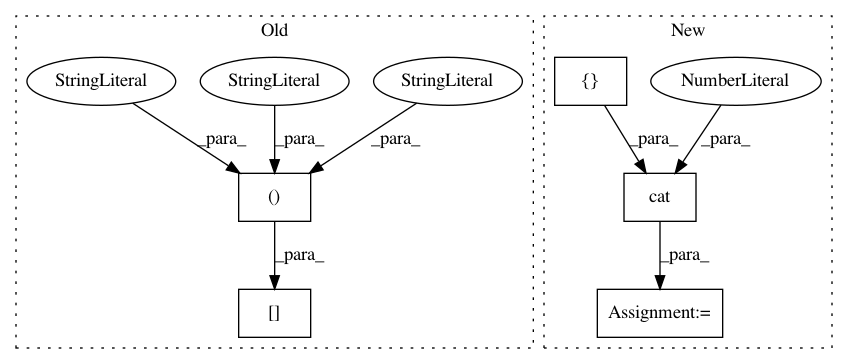 Old
New
StringLiteral
StringLiteral
StringLiteral
{}
NumberLiteral
_para_
_para_
_para_
_para_
_para_
()
cat
_para_
_para_
[]
Assignment:=